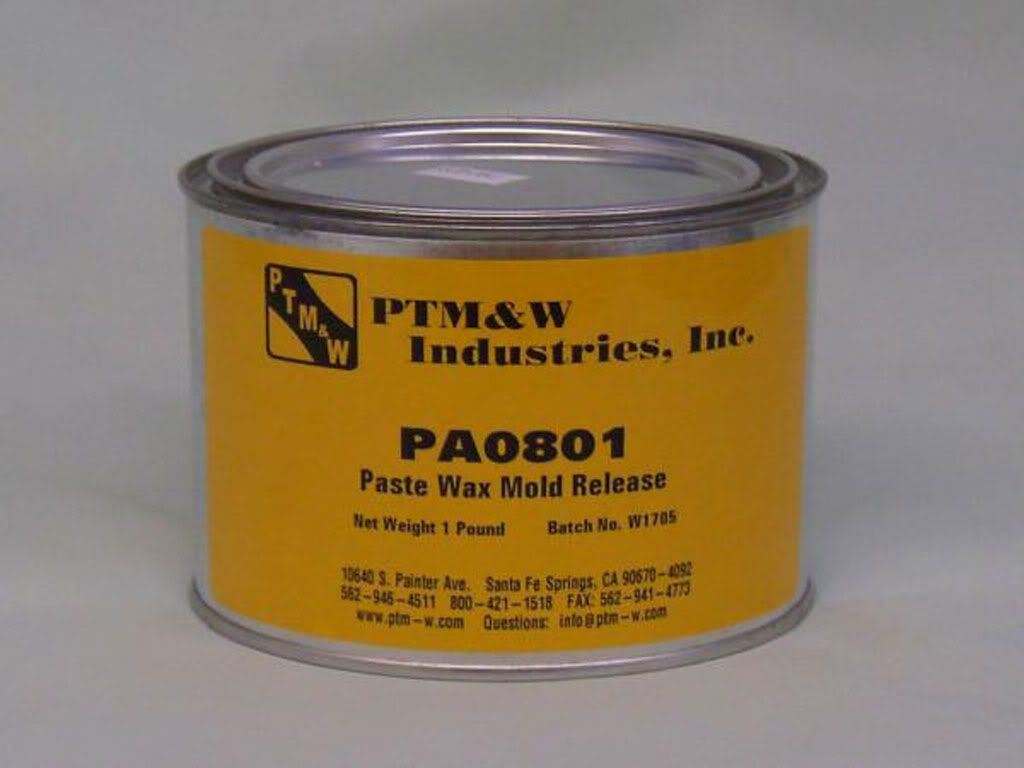 PTM&W
PTM&W
Industries, Inc.
PA0801
Paste Wax Mold Release
Net Weight 1 Pound Batch No. W1705
10640 S. Painter Ave. Santa Fe Springs, CA 90670-4092
562-946-4511 800-421-1518 FAX: 562-941-4773
www.ptm-w.com Questions: info@ptm-w.com